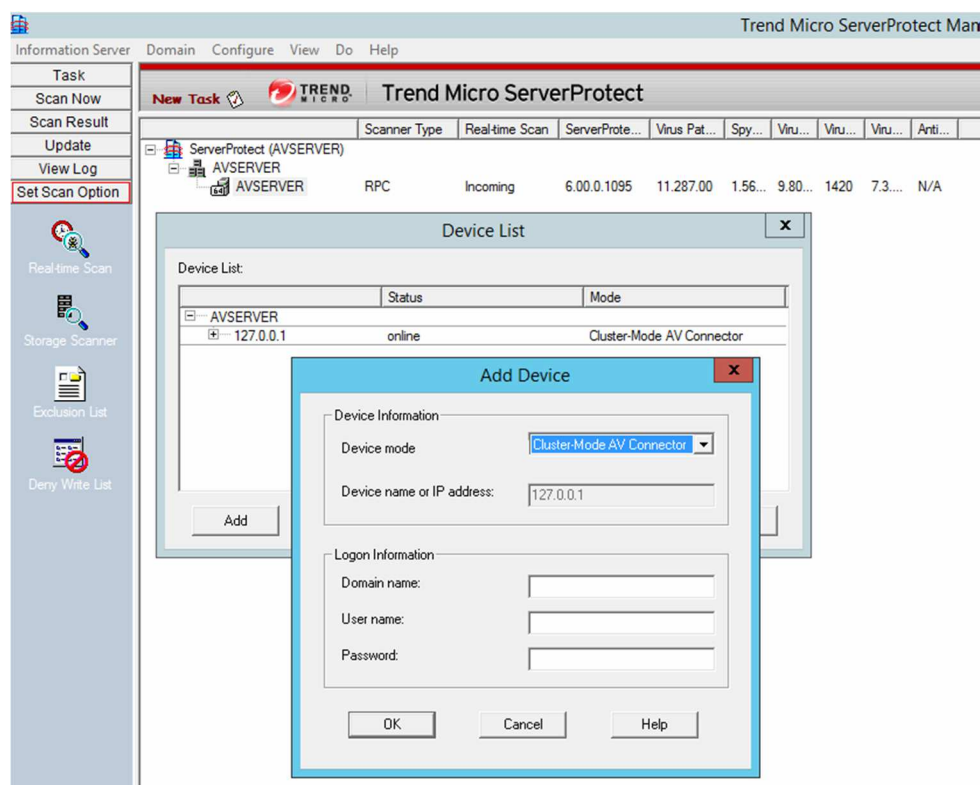 Trend Micro ServerProtect Man
Information Server Domain Configure View Do Help
Task
Scan Now
Scan Result
Update
View Log
Set Scan Option
Real-time Scan
Storage Scanner
Exclusion List
Deny Write List
New Task TREND MICRO Trend Micro ServerProtect
Scanner Type Real-time Scan ServerProte... Virus Pat... Spy... Viru... Viru... Viru... Anti...
ServerProtect (AVSERVER)
AVSERVER
AVSERVER RPC Incoming 6.00.0.1095 11.287.00 1.56... 9.80... 1420 7.3.... N/A
Device List x
Device List:
Status Mode
AVSERVER
127.0.0.1 online Cluster-Mode AV Connector
Add
Add Device x
Device Information
Device mode Cluster-Mode AV Connector
Device name or IP address: 127.0.0.1
Logon Information
Domain name:
User name:
Password:
OK Cancel Help